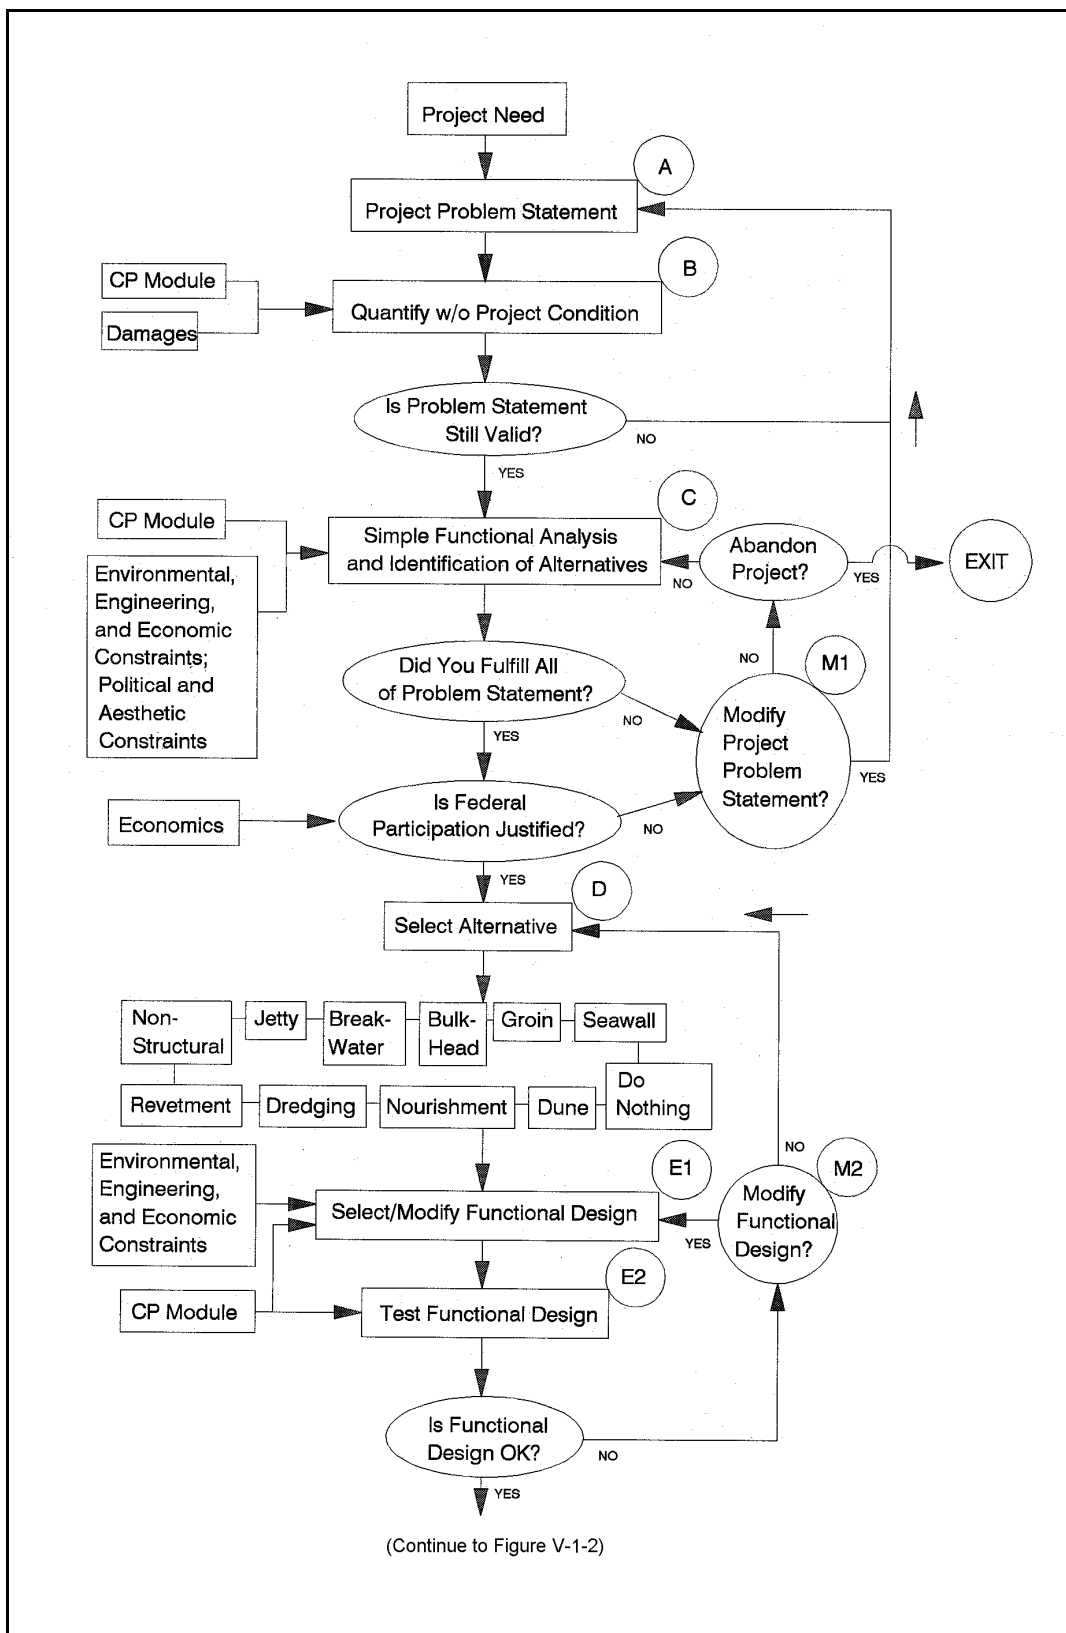 Project Need
A
Project Problem Statement
B
CP Module
Quantify w/o Project Condition
Damages
Is Problem Statement
Still Valid?
NO
YES
C
CP Module
Simple Functional Analysis
and Identification of Alternatives
Abandon
Project?
NO
YES
EXIT
Environmental,
Engineering,
and Economic
Constraints;
Political and
Aesthetic
Constraints
Did You Fulfill All
of Problem Statement?
NO
YES
NO
M1
Modify
Project
Problem
Statement?
YES
Economics
Is Federal
Participation Justified?
NO
YES
D
Select Alternative
Non-
Structural
Jetty
Break-
Water
Bulk-
Head
Groin
Seawall
Revetment
Dredging
Nourishment
Dune
Do
Nothing
Environmental,
Engineering,
and Economic
Constraints
E1
Select/Modify Functional Design
NO
M2
Modify
Functional
Design?
YES
E2
CP Module
Test Functional Design
Is Functional
Design OK?
NO
YES
(Continue to Figure V-1-2)